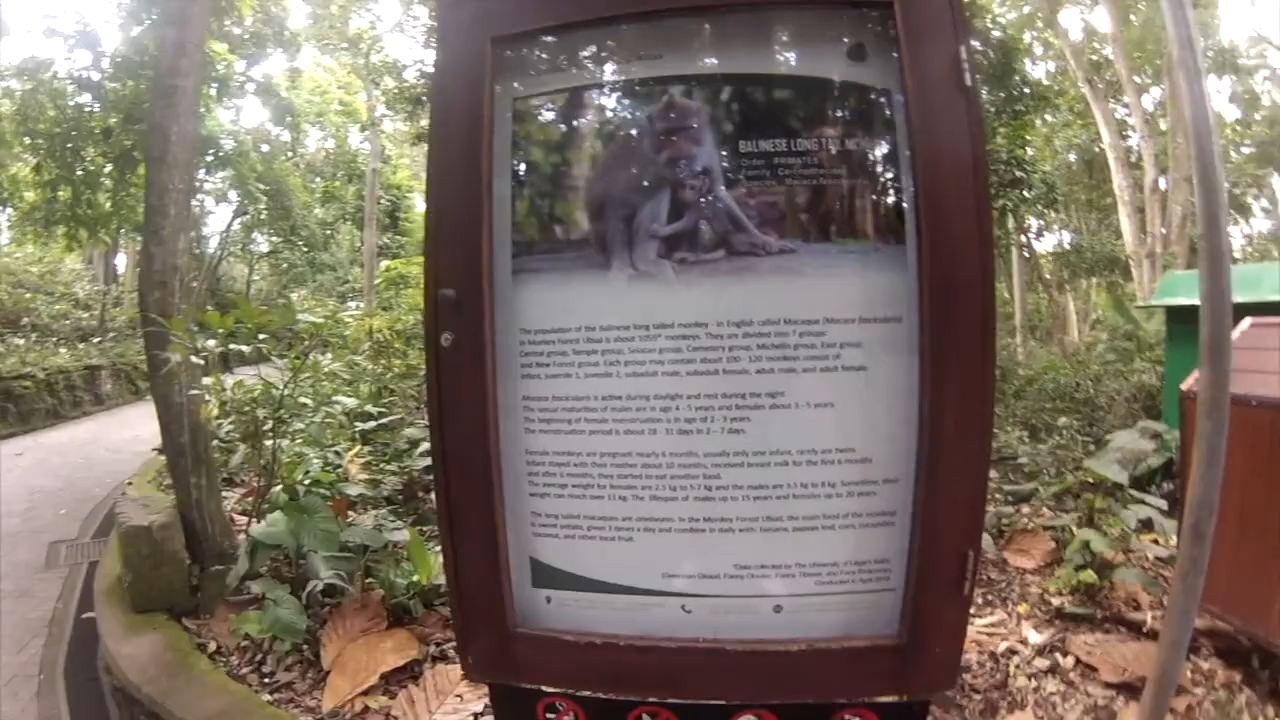 BALINESE LONG TAIL
Order : PRIMATES
Family :
Species : Macaca
The population of the Balinese long tailed monkey - in English called Macaque (Macaca fascicularis)
in Monkey Forest Ubud is about 1059* monkeys. They are divided into 7 groups:
Central group, Temple group, Selatan group, Cemetery group, Michelin group, East group,
and New Forest group. Each group may contain about 100 - 120 monkeys consist of:
infant, juvenile 1, juvenile 2, subadult male, subadult female, adult male, and adult female.
Macaca fascicularis is active during daylight and rest during the night.
The sexual maturities of males are in age 4 - 5 years and females about 3 - 5 years.
The beginning of female menstruation is in age of 2 - 3 years.
The menstruation period is about 28 - 31 days in 2 - 7 days.
Female monkeys are pregnant nearly 6 months, usually only one infant, rarely are twins.
Infant stayed with their mother about 10 months, received breast milk for the first 6 months
and after 6 months, they started to eat another food.
The average weight for females are 2.5 kg to 5.7 kg and the males are 3.5 kg to 8 kg. Sometime, their
weight can reach over 11 kg. The lifespan of males up to 15 years and females up to 20 years.
The long tailed macaques are omnivores. In the Monkey Forest Ubud, the main food of the monkeys
is sweet potato, given 3 times a day and combine in daily with: banana, papaya leaf, corn, cucumber,
coconut, and other local fruit.
*Data collected by The University of
Fanny
Conducted in April 2018